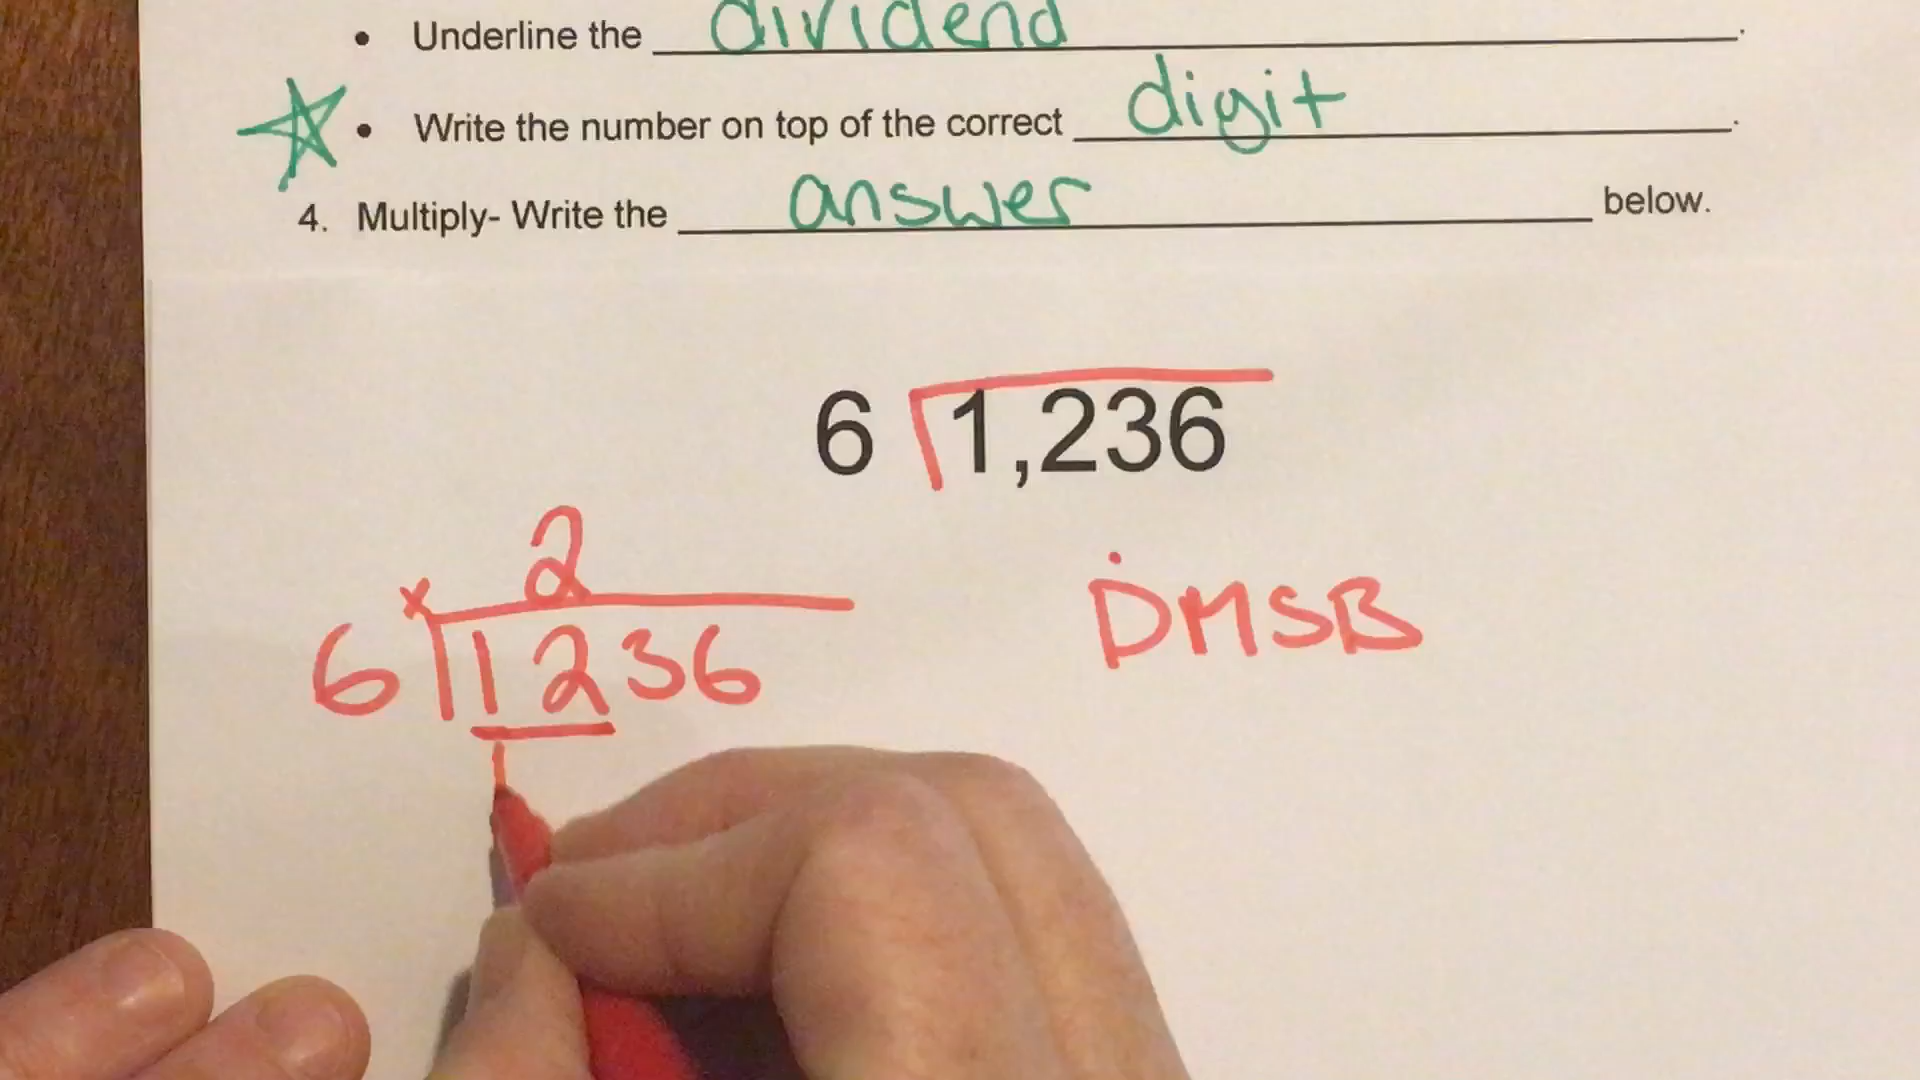 • Underline the dividend.
• Write the number on top of the correct digit.
4. Multiply- Write the answer below.
6 1,236
2
x
6 1236
DMSB
1